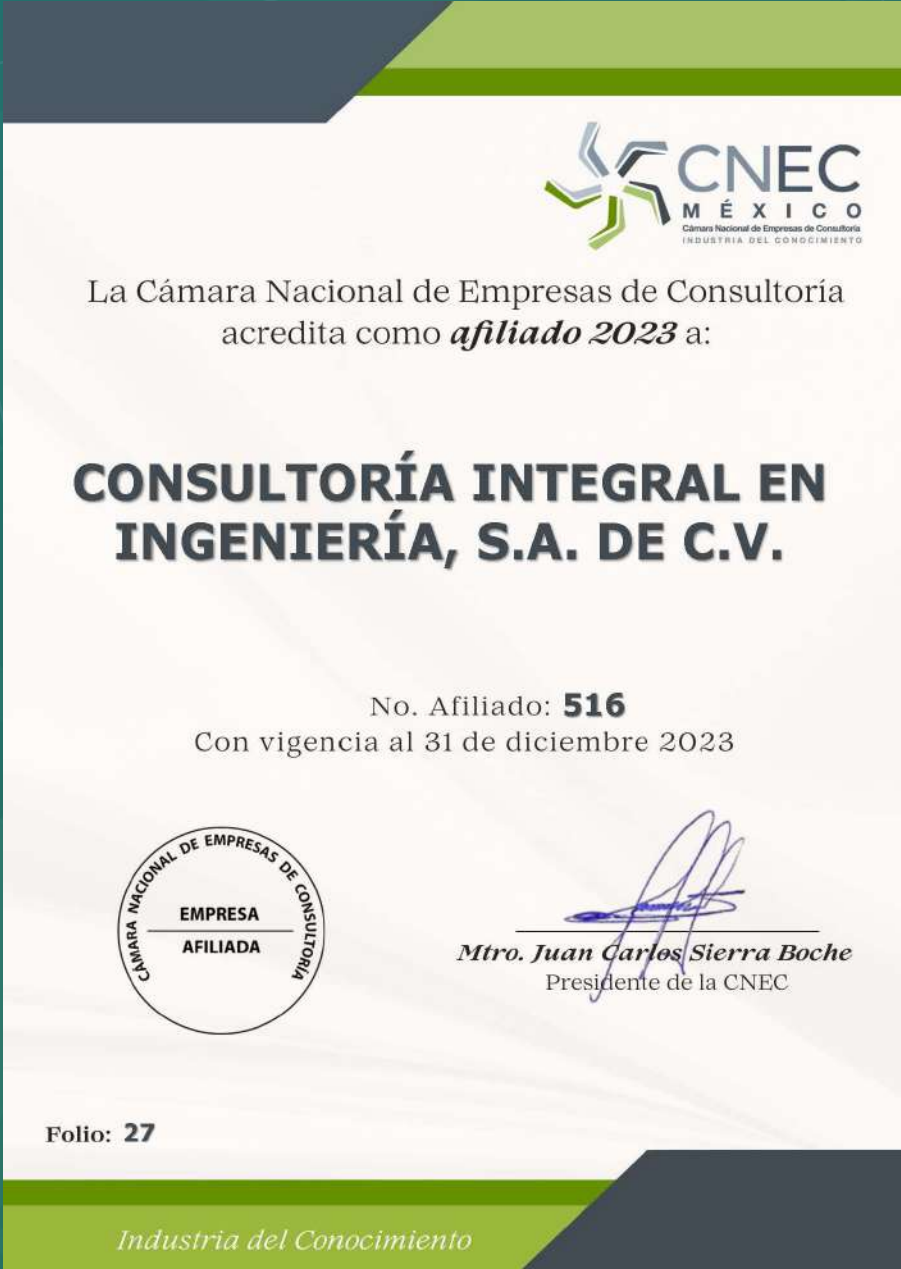 CNEC
MÉXICO
Cámara Nacional de Empresas de Consultoría
INDUSTRIA DEL CONOCIMIENTO
La Cámara Nacional de Empresas de Consultoría
acredita como afiliado 2023 a:
CONSULTORÍA INTEGRAL EN
INGENIERÍA, S.A. DE C.V.
No. Afiliado: 516
Con vigencia al 31 de diciembre 2023
CÁMARA NACIONAL DE EMPRESAS DE CONSULTORÍA
EMPRESA
AFILIADA
Mtro. Juan Carlos Sierra Boche
Presidente de la CNEC
Folio: 27
Industria del Conocimiento